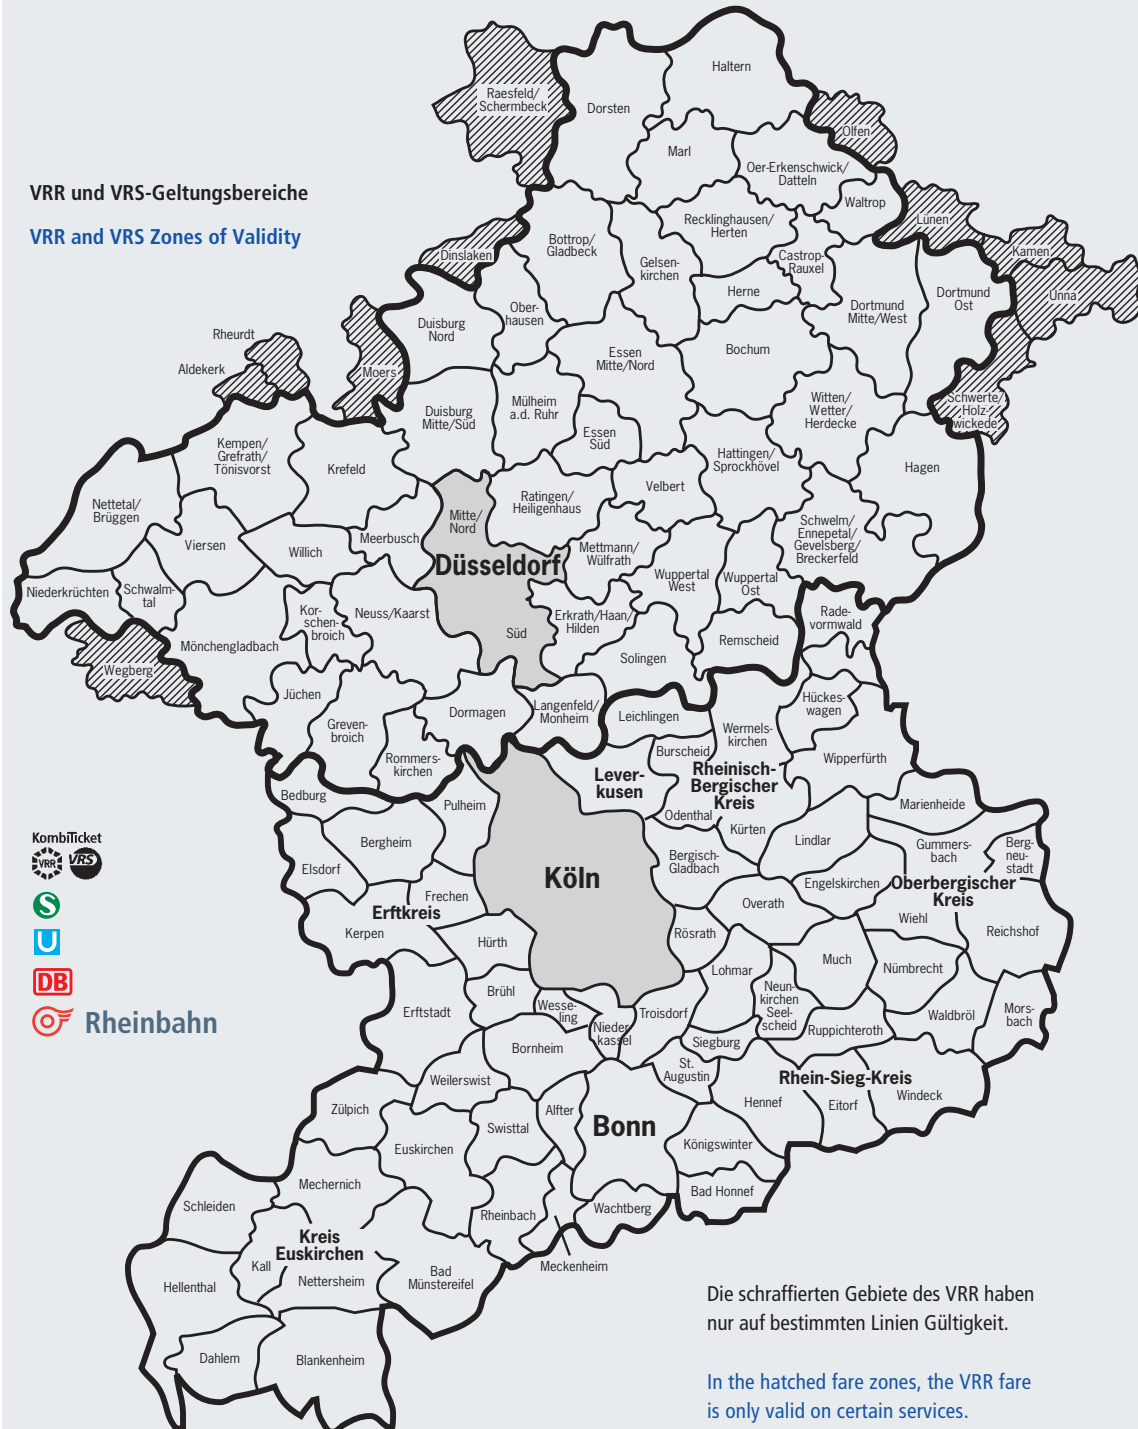 Haltern
Raesfeld/
Schermbeck
Dorsten
Olfen
Marl
Oer-Erkenschwick/
Datteln
VRR und VRS-Geltungsbereiche
Waltrop
Lünen
Recklinghausen/
Herten
VRR and VRS Zones of Validity
Bottrop/
Gladbeck
Dinslaken
Gelsen-
kirchen
Castrop-
Rauxel
Kamen
Herne
Unna
Dortmund
Ost
Dortmund
Mitte/West
Ober-
hausen
Duisburg
Nord
Rheurdt
Bochum
Essen
Mitte/Nord
Aldekerk
Moers
Schwerte/
Holz-
wickede
Witten/
Wetter/
Herdecke
Mülheim
a.d. Ruhr
Duisburg
Mitte/Süd
Essen
Süd
Kempen/
Grefrath/
Tönisvorst
Krefeld
Hattingen/
Sprockhövel
Hagen
Velbert
Ratingen/
Heiligenhaus
Nettetal/
Brüggen
Mitte/
Nord
Schwelm/
Ennepetal/
Gevelsberg/
Breckerfeld
Meerbusch
Viersen
Willich
Mettmann/
Wülfrath
Düsseldorf
Wuppertal
West
Wuppertal
Ost
Niederkrüchten
Schwalm-
tal
Kor-
schen-
broich
Neuss/Kaarst
Erkrath/Haan/
Hilden
Rade-
vormwald
Süd
Remscheid
Mönchengladbach
Solingen
Wegberg
Jüchen
Hückes-
wagen
Langenfeld/
Monheim
Dormagen
Leichlingen
Greven-
broich
Wermels-
kirchen
Burscheid
Rommers-
kirchen
Wipperfürth
Lever-
kusen
Rheinisch-
Bergischer
Kreis
Bedburg
Pulheim
Marienheide
Odenthal
Kürten
KombiTicket
VRR
VRS
Bergheim
Lindlar
Gummers-
bach
Berg-
neu-
stadt
Bergisch-
Gladbach
Elsdorf
Köln
Engelskirchen
Oberbergischer
Kreis
Frechen
Overath
S
Erftkreis
Wiehl
Kerpen
Reichshof
Rösrath
U
Hürth
Much
Lohmar
Nümbrecht
DB
Brühl
Neun-
kirchen
Seel-
scheid
Wesse-
ling
Erftstadt
Troisdorf
Waldbröl
Mors-
bach
Rheinbahn
Nieder
kassel
Ruppichteroth
Siegburg
Bornheim
St.
Augustin
Weilerswist
Rhein-Sieg-Kreis
Windeck
Hennef
Eitorf
Zülpich
Alfter
Bonn
Swisttal
Euskirchen
Königswinter
Mechernich
Bad Honnef
Schleiden
Wachtberg
Rheinbach
Kreis
Euskirchen
Kall
Meckenheim
Bad
Münstereifel
Nettersheim
Hellenthal
Die schraffierten Gebiete des VRR haben
nur auf bestimmten Linien Gültigkeit.
Dahlem
Blankenheim
In the hatched fare zones, the VRR fare
is only valid on certain services.